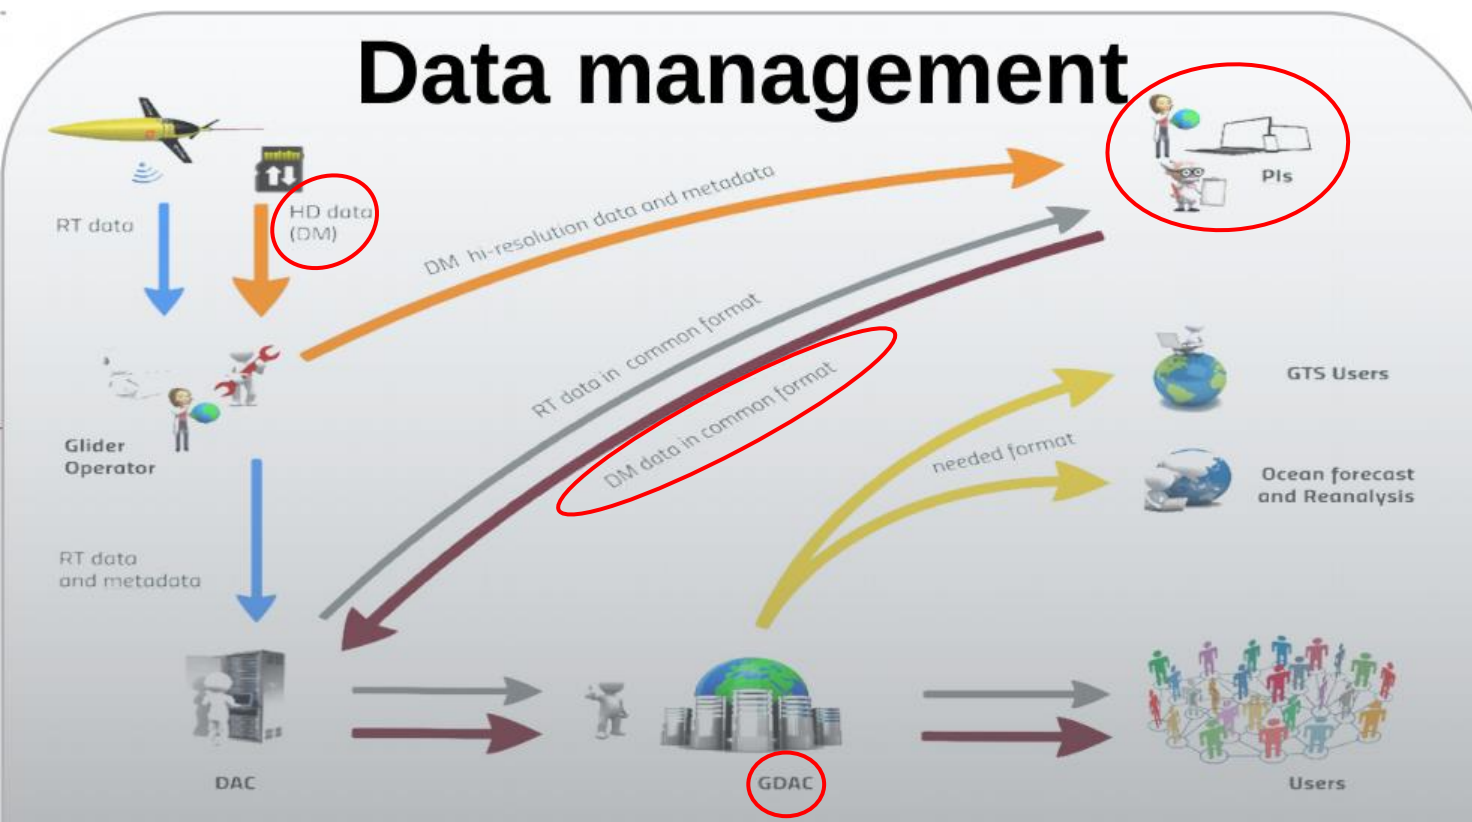 Data management
RT data
HD data
(DM)
DM hi-resolution data and metadata
PIs
RT data in common format
DM data in common format
GTS Users
needed format
Glider
Operator
Ocean forecast
and Reanalysis
RT data
and metadata
DAC
GDAC
Users